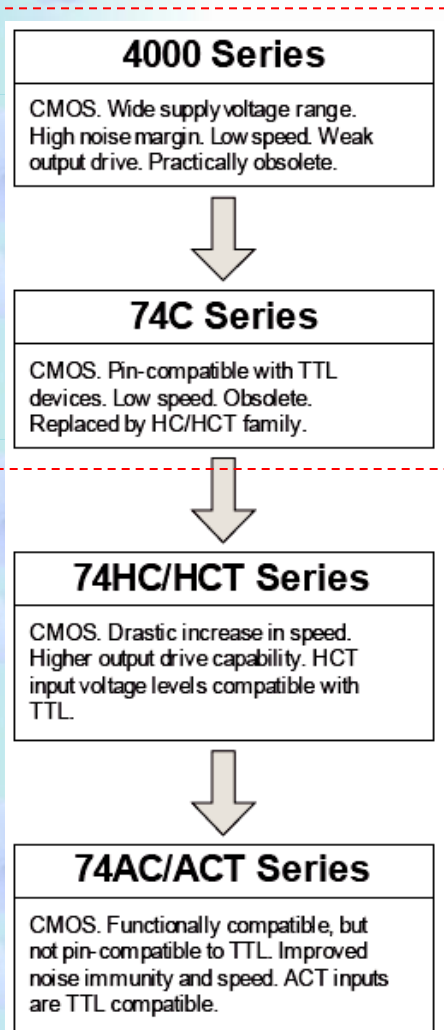 4000 Series
CMOS. Wide supply voltage range.
High noise margin. Low speed. Weak
output drive. Practically obsolete.
74C Series
CMOS. Pin-compatible with TTL
devices. Low speed. Obsolete.
Replaced by HC/HCT family.
74HC/HCT Series
CMOS. Drastic increase in speed.
Higher output drive capability. HCT
input voltage levels compatible with
TTL.
74AC/ACT Series
CMOS. Functionally compatible, but
not pin-compatible to TTL. Improved
noise immunity and speed. ACT inputs
are TTL compatible.